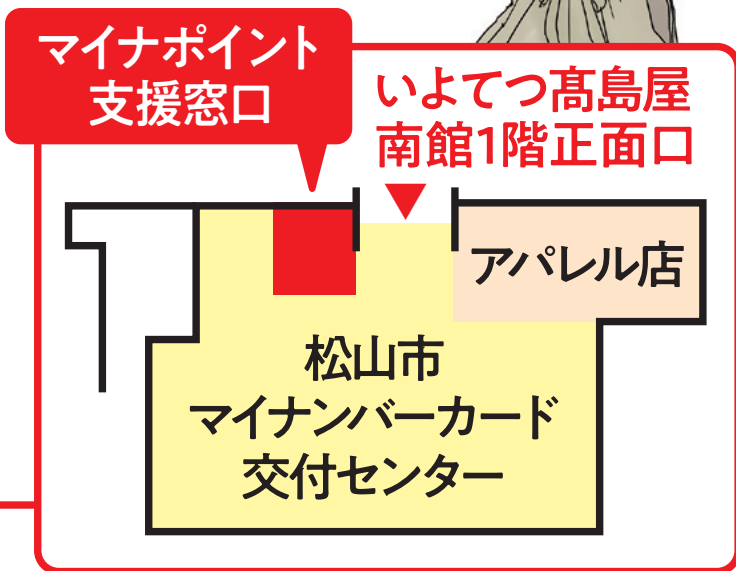 マイナポイント
支援窓口
いよてつ髙島屋
南館1階正面口
アパレル店
松山市
マイナンバーカード
交付センター